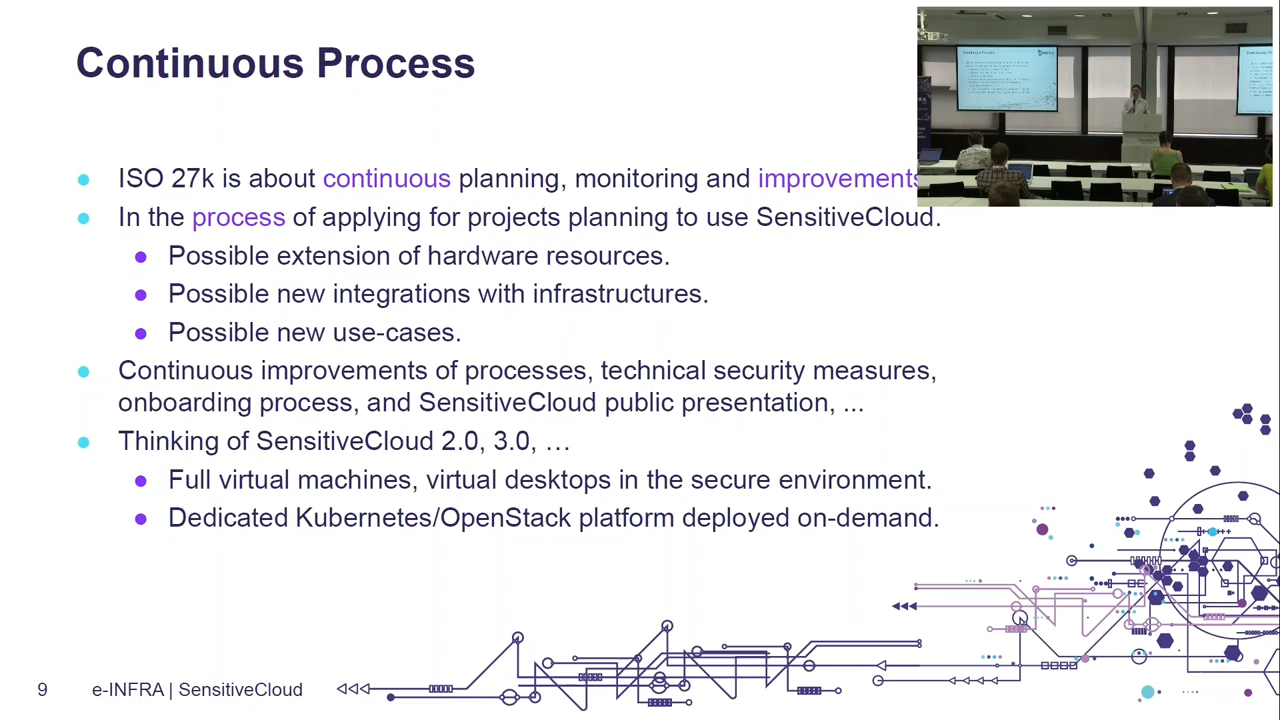 Continuous Process
ISO 27k is about continuous planning, monitoring and improvements
In the process of applying for projects planning to use SensitiveCloud.
Possible extension of hardware resources.
Possible new integrations with infrastructures.
Possible new use-cases.
Continuous improvements of processes, technical security measures,
onboarding process, and SensitiveCloud public presentation, ...
Thinking of SensitiveCloud 2.0, 3.0, …
Full virtual machines, virtual desktops in the secure environment.
Dedicated Kubernetes/OpenStack platform deployed on-demand.
9 e-INFRA | SensitiveCloud